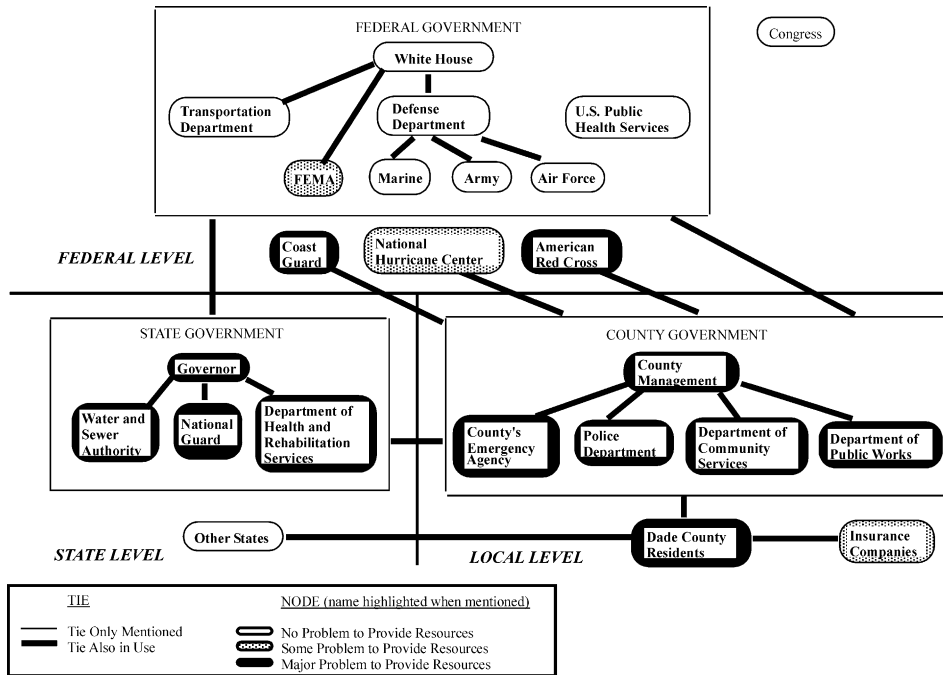 FEDERAL GOVERNMENT
Congress
White House
Transportation
Department
Defense
Department
U.S. Public
Health Services
FEMA
Marine
Army
Air Force
FEDERAL LEVEL
Coast
Guard
National
Hurricane Center
American
Red Cross
STATE GOVERNMENT
Governor
Water and
Sewer
Authority
National
Guard
Department of
Health and
Rehabilitation
Services
COUNTY GOVERNMENT
County
Management
County's
Emergency
Agency
Police
Department
Department of
Community
Services
Department of
Public Works
STATE LEVEL
Other States
LOCAL LEVEL
Dade County
Residents
Insurance
Companies
TIE
Tie Only Mentioned
Tie Also in Use
NODE (name highlighted when mentioned)
No Problem to Provide Resources
Some Problem to Provide Resources
Major Problem to Provide Resources